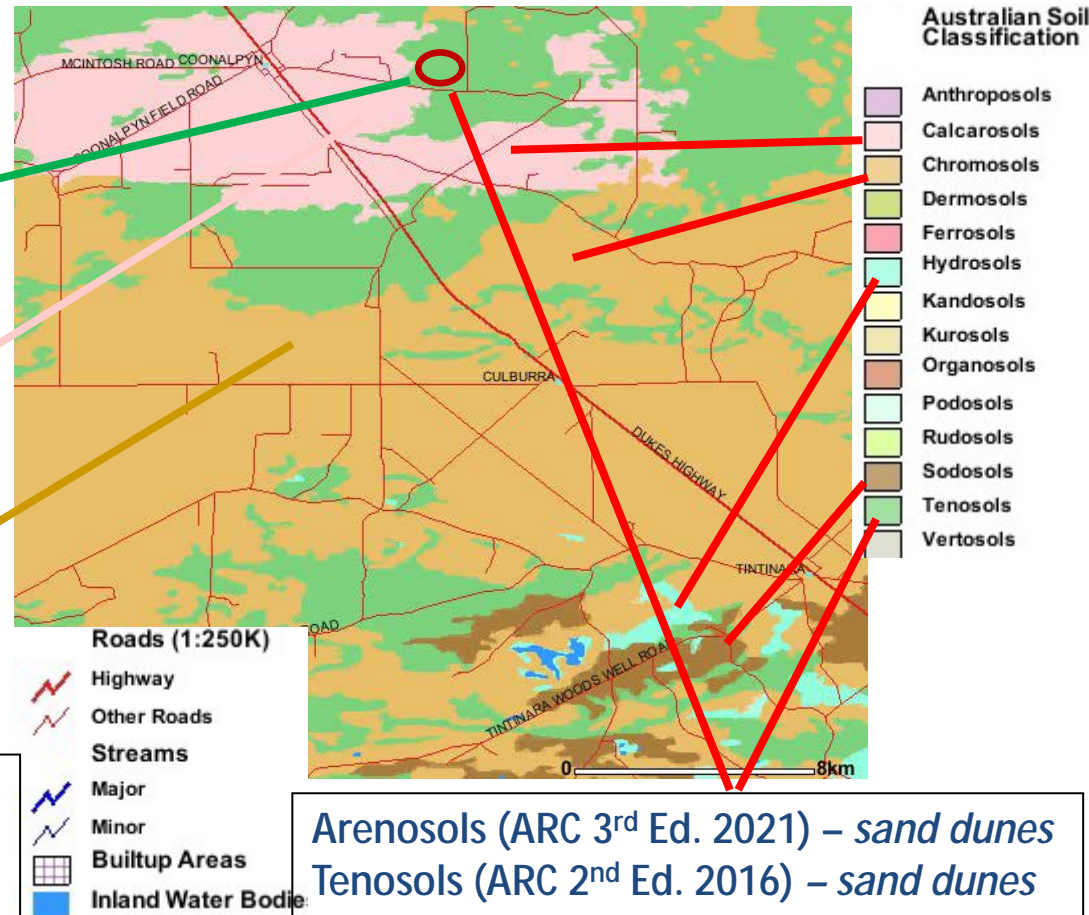 Australian Soil
Classification
Anthroposols
Calcarosols
Chromosols
Dermosols
Ferrosols
Hydrosols
Kandosols
Kurosols
Organosols
Podosols
Rudosols
Sodosols
Tenosols
Vertosols
MCINTOSH ROAD COONALPYN
COONALPYN FIELD ROAD
CULBURRA
DUKES HIGHWAY
TINTINARA
OAD
TINTINARA WOODS WELL ROAD
0 8km
Roads (1:250K)
Highway
Other Roads
Streams
Major
Minor
Builtup Areas
Inland Water Bodie
Arenosols (ARC 3rd Ed. 2021) – sand dunes
Tenosols (ARC 2nd Ed. 2016) – sand dunes